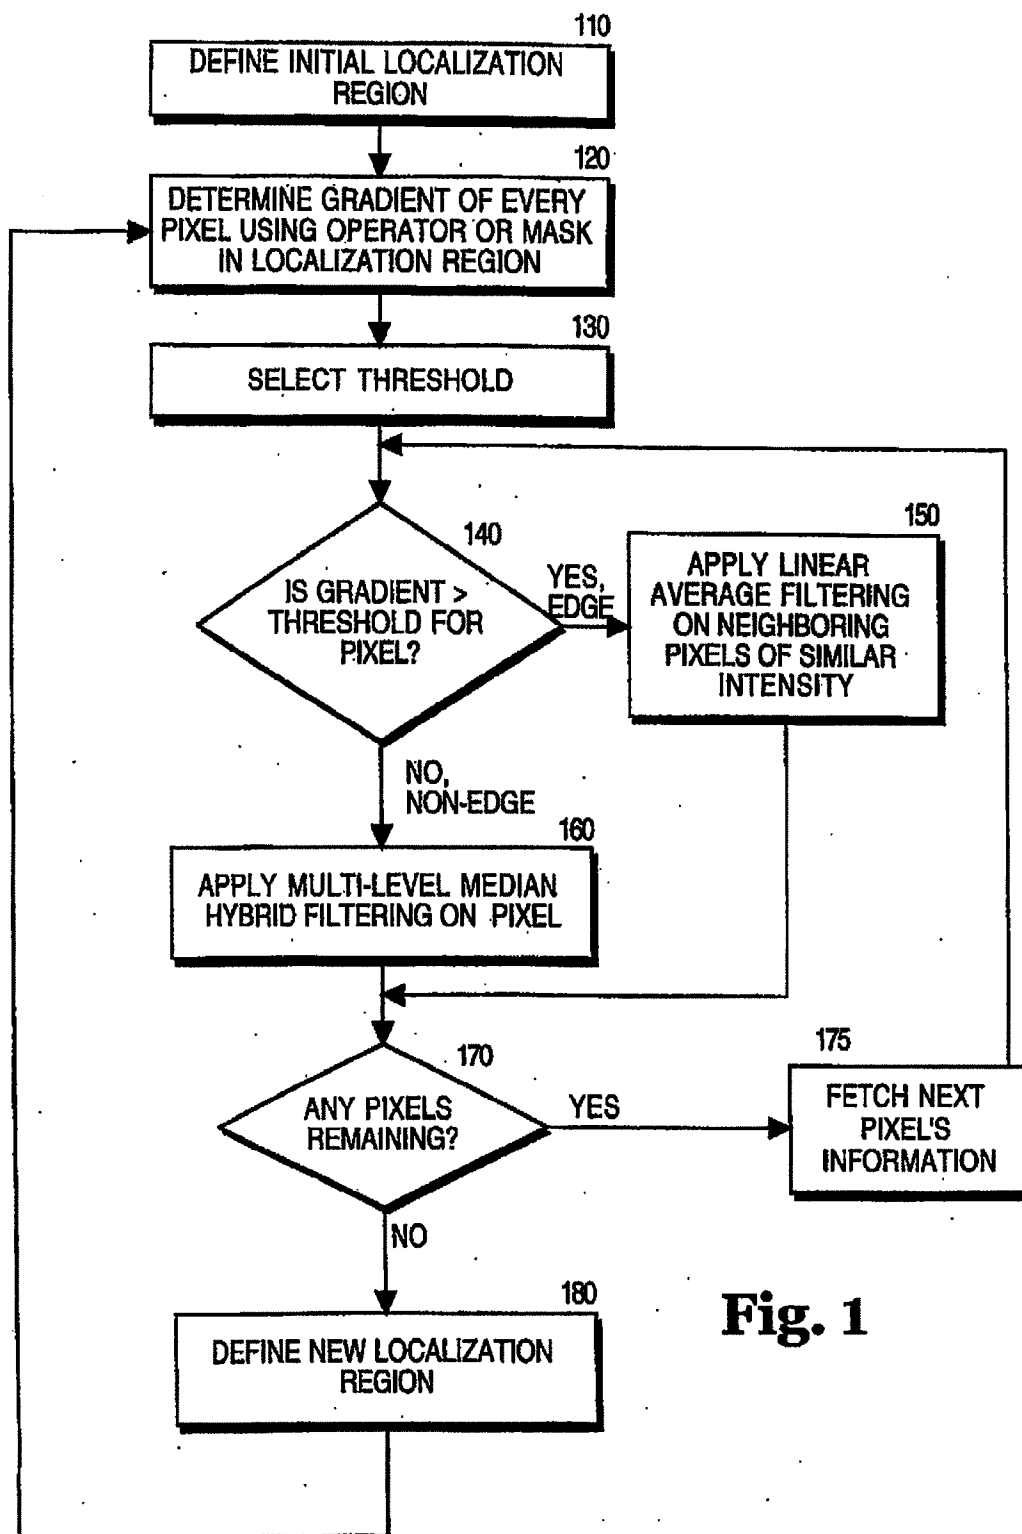 110
DEFINE INITIAL LOCALIZATION
REGION
120
DETERMINE GRADIENT OF EVERY
PIXEL USING OPERATOR OR MASK
IN LOCALIZATION REGION
130
SELECT THRESHOLD
140
IS GRADIENT >
THRESHOLD FOR
PIXEL?
YES,
EDGE
150
APPLY LINEAR
AVERAGE FILTERING
ON NEIGHBORING
PIXELS OF SIMILAR
INTENSITY
NO,
NON-EDGE
160
APPLY MULTI-LEVEL MEDIAN
HYBRID FILTERING ON PIXEL
170
ANY PIXELS
REMAINING?
YES
175
FETCH NEXT
PIXEL'S
INFORMATION
NO
180
DEFINE NEW LOCALIZATION
REGION
Fig. 1